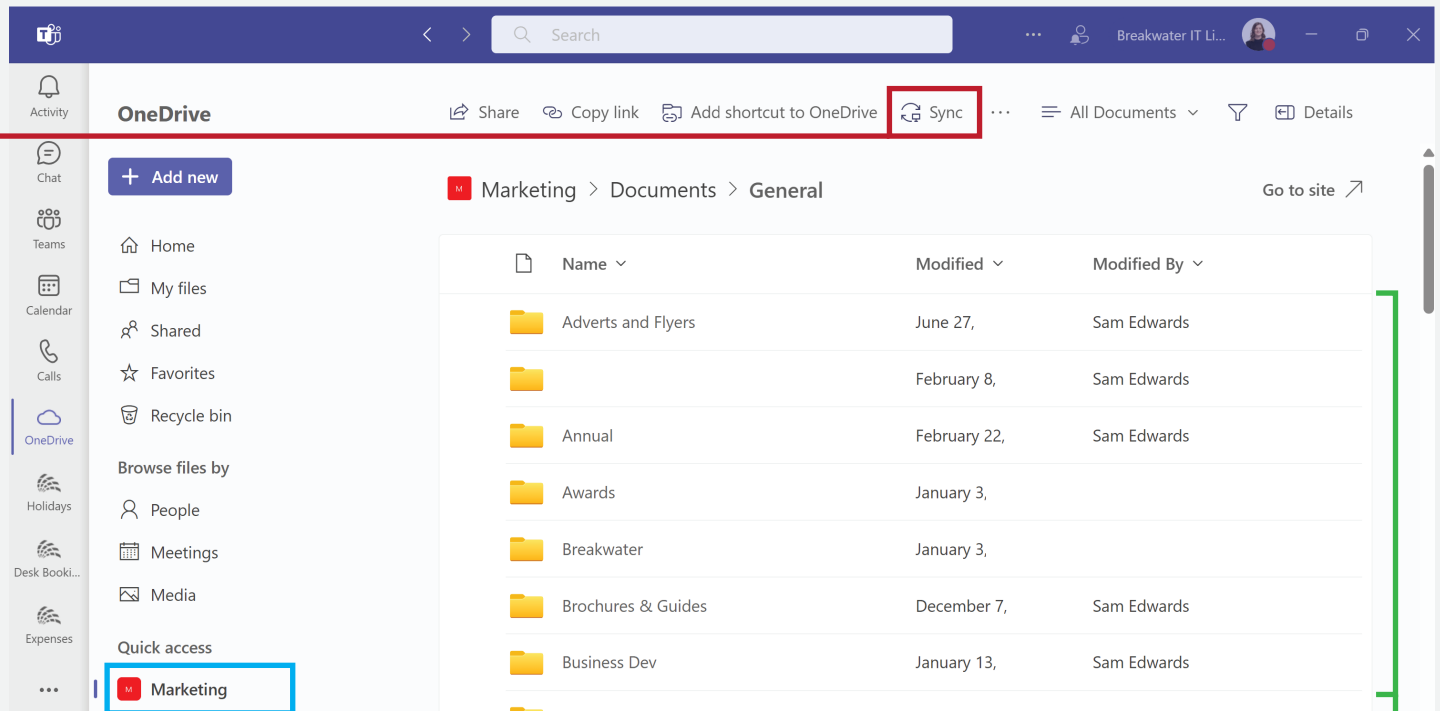 Search
Breakwater IT Li...
Activity
Chat
Teams
Calendar
Calls
OneDrive
Holidays
Desk Booki...
Expenses
OneDrive
Share
Copy link
Add shortcut to OneDrive
Sync
All Documents
Details
Add new
Home
My files
Shared
Favorites
Recycle bin
Browse files by
People
Meetings
Media
Quick access
M Marketing
M Marketing > Documents > General
Go to site
Name Modified Modified By
Adverts and Flyers June 27, Sam Edwards
February 8, Sam Edwards
Annual February 22, Sam Edwards
Awards January 3,
Breakwater January 3,
Brochures & Guides December 7, Sam Edwards
Business Dev January 13, Sam Edwards